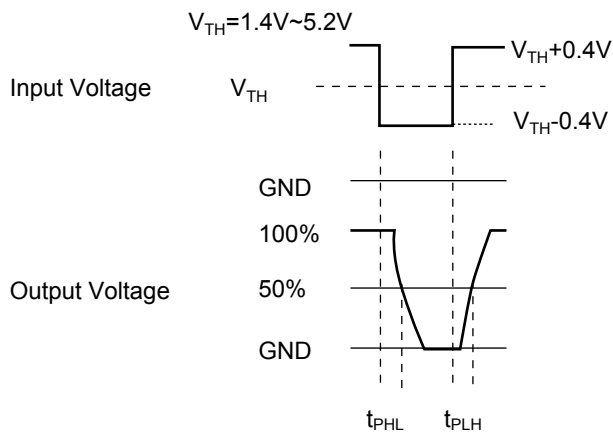 V_TH=1.4V~5.2V
V_TH+0.4V
Input Voltage
V_TH
V_TH-0.4V
GND
100%
Output Voltage
50%
GND
t_PHL
t_PLH